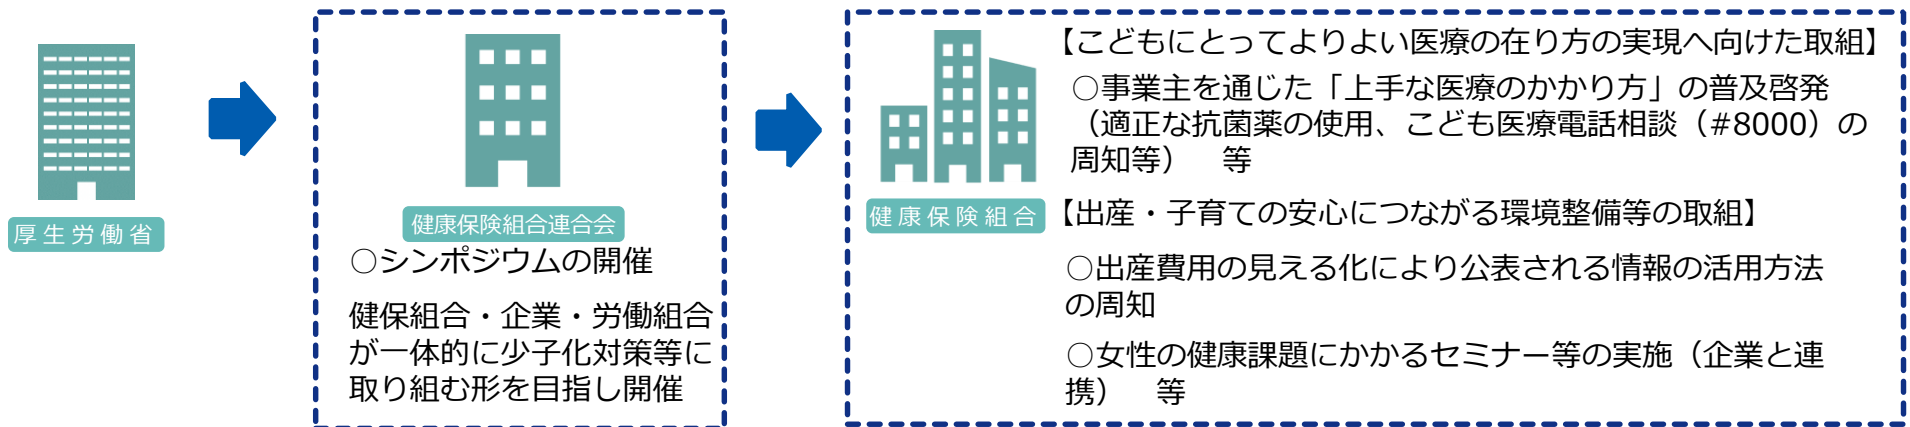 厚生労働省
健康保険組合連合会
○シンポジウムの開催
健保組合・企業・労働組合
が一体的に少子化対策等に
取り組む形を目指し開催
健康保険組合
【こどもにとってよりよい医療の在り方の実現へ向けた取組】
○事業主を通じた「上手な医療のかかり方」の普及啓発
（適正な抗菌薬の使用、こども医療電話相談（#8000）の
周知等）　等
【出産・子育ての安心につながる環境整備等の取組】
○出産費用の見える化により公表される情報の活用方法
の周知
○女性の健康課題にかかるセミナー等の実施（企業と連
携）　等